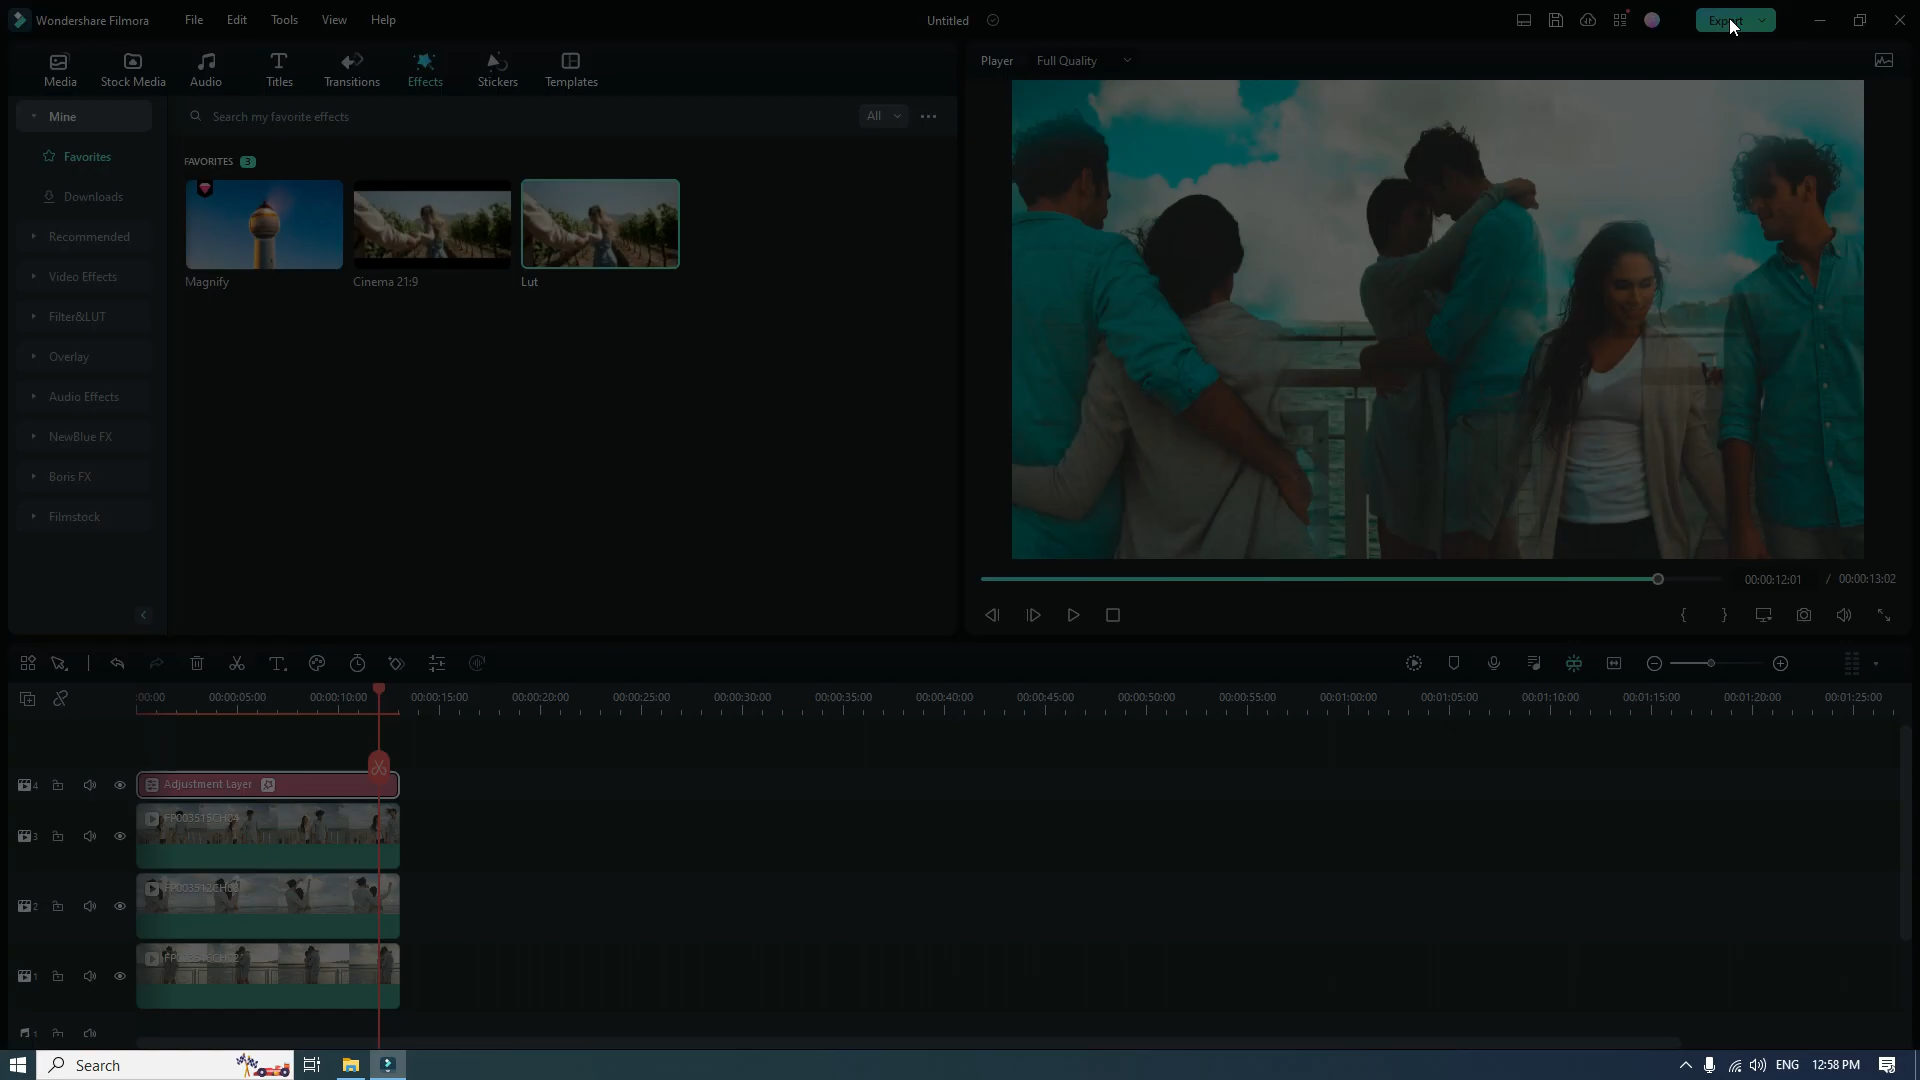 Wondershare Filmora File Edit Tools View Help Untitled Export
Media Stock Media Audio Titles Transitions Effects Stickers Templates
Player Full Quality
Mine
Search my favorite effects All
Favorites
FAVORITES 3
Downloads
Recommended
Video Effects
Magnify Cinema 21:9 Lut
Filter&LUT
Overlay
Audio Effects
NewBlue FX
Boris FX
Filmstock
00:00:12:01 / 00:00:13:02
:00:00 00:00:05:00 00:00:10:00 00:00:15:00 00:00:20:00 00:00:25:00 00:00:30:00 00:00:35:00 00:00:40:00 00:00:45:00 00:00:50:00 00:00:55:00 00:01:00:00 00:01:05:00 00:01:10:00 00:01:15:00 00:01:20:00 00:01:25:00
4 Adjustment Layer
FP003515CH04
3
2
1
1
Search ENG 12:58 PM